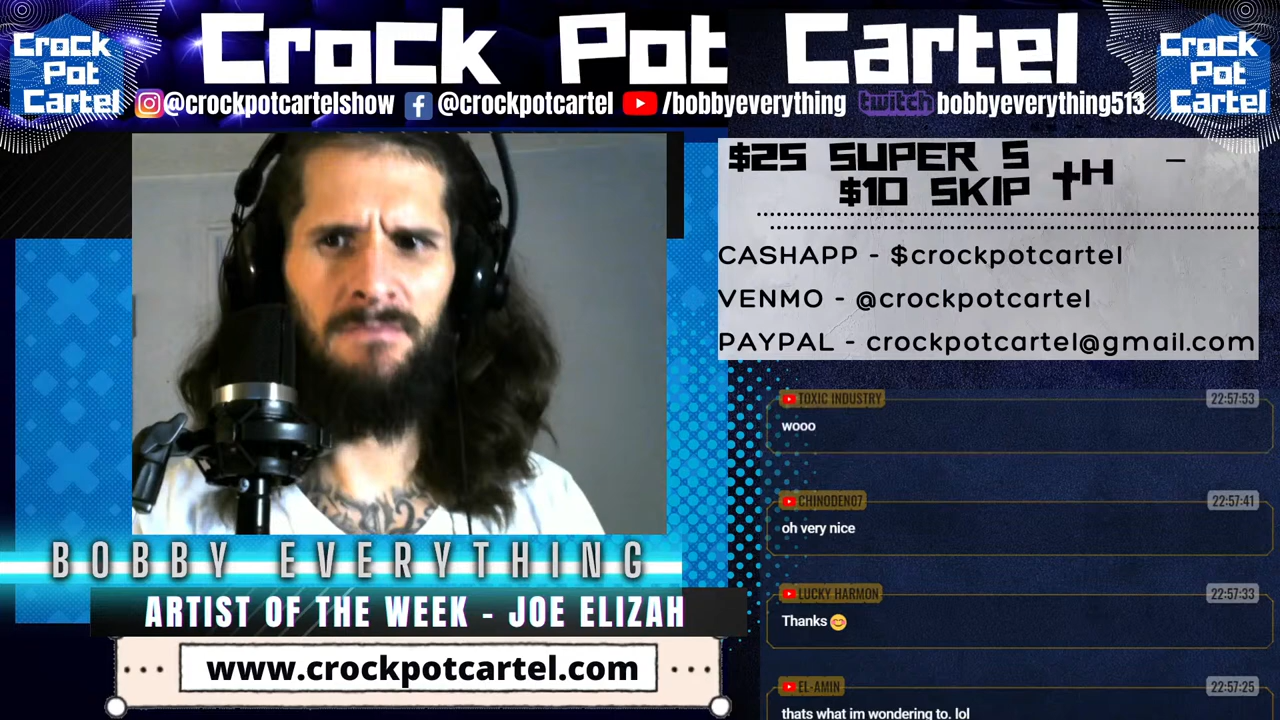 Crock Pot Cartel
Crock
Pot
Cartel
Crock
Pot
Cartel
@crockpotcartelshow @crockpotcartel /bobbyeverything twitch bobbyeverything513
$25 SUPER S
$10 SKIP
CASHAPP - $crockpotcartel
VENMO - @crockpotcartel
PAYPAL - crockpotcartel@gmail.com
TOXIC INDUSTRY 22:57:53
wooo
CHINODEN07 22:57:41
oh very nice
LUCKY HARMON 22:57:33
Thanks 😊
EL-AMIN 22:57:25
thats what im wondering to. lol
BOBBY EVERYTHING
ARTIST OF THE WEEK - JOE ELIZAH
www.crockpotcartel.com